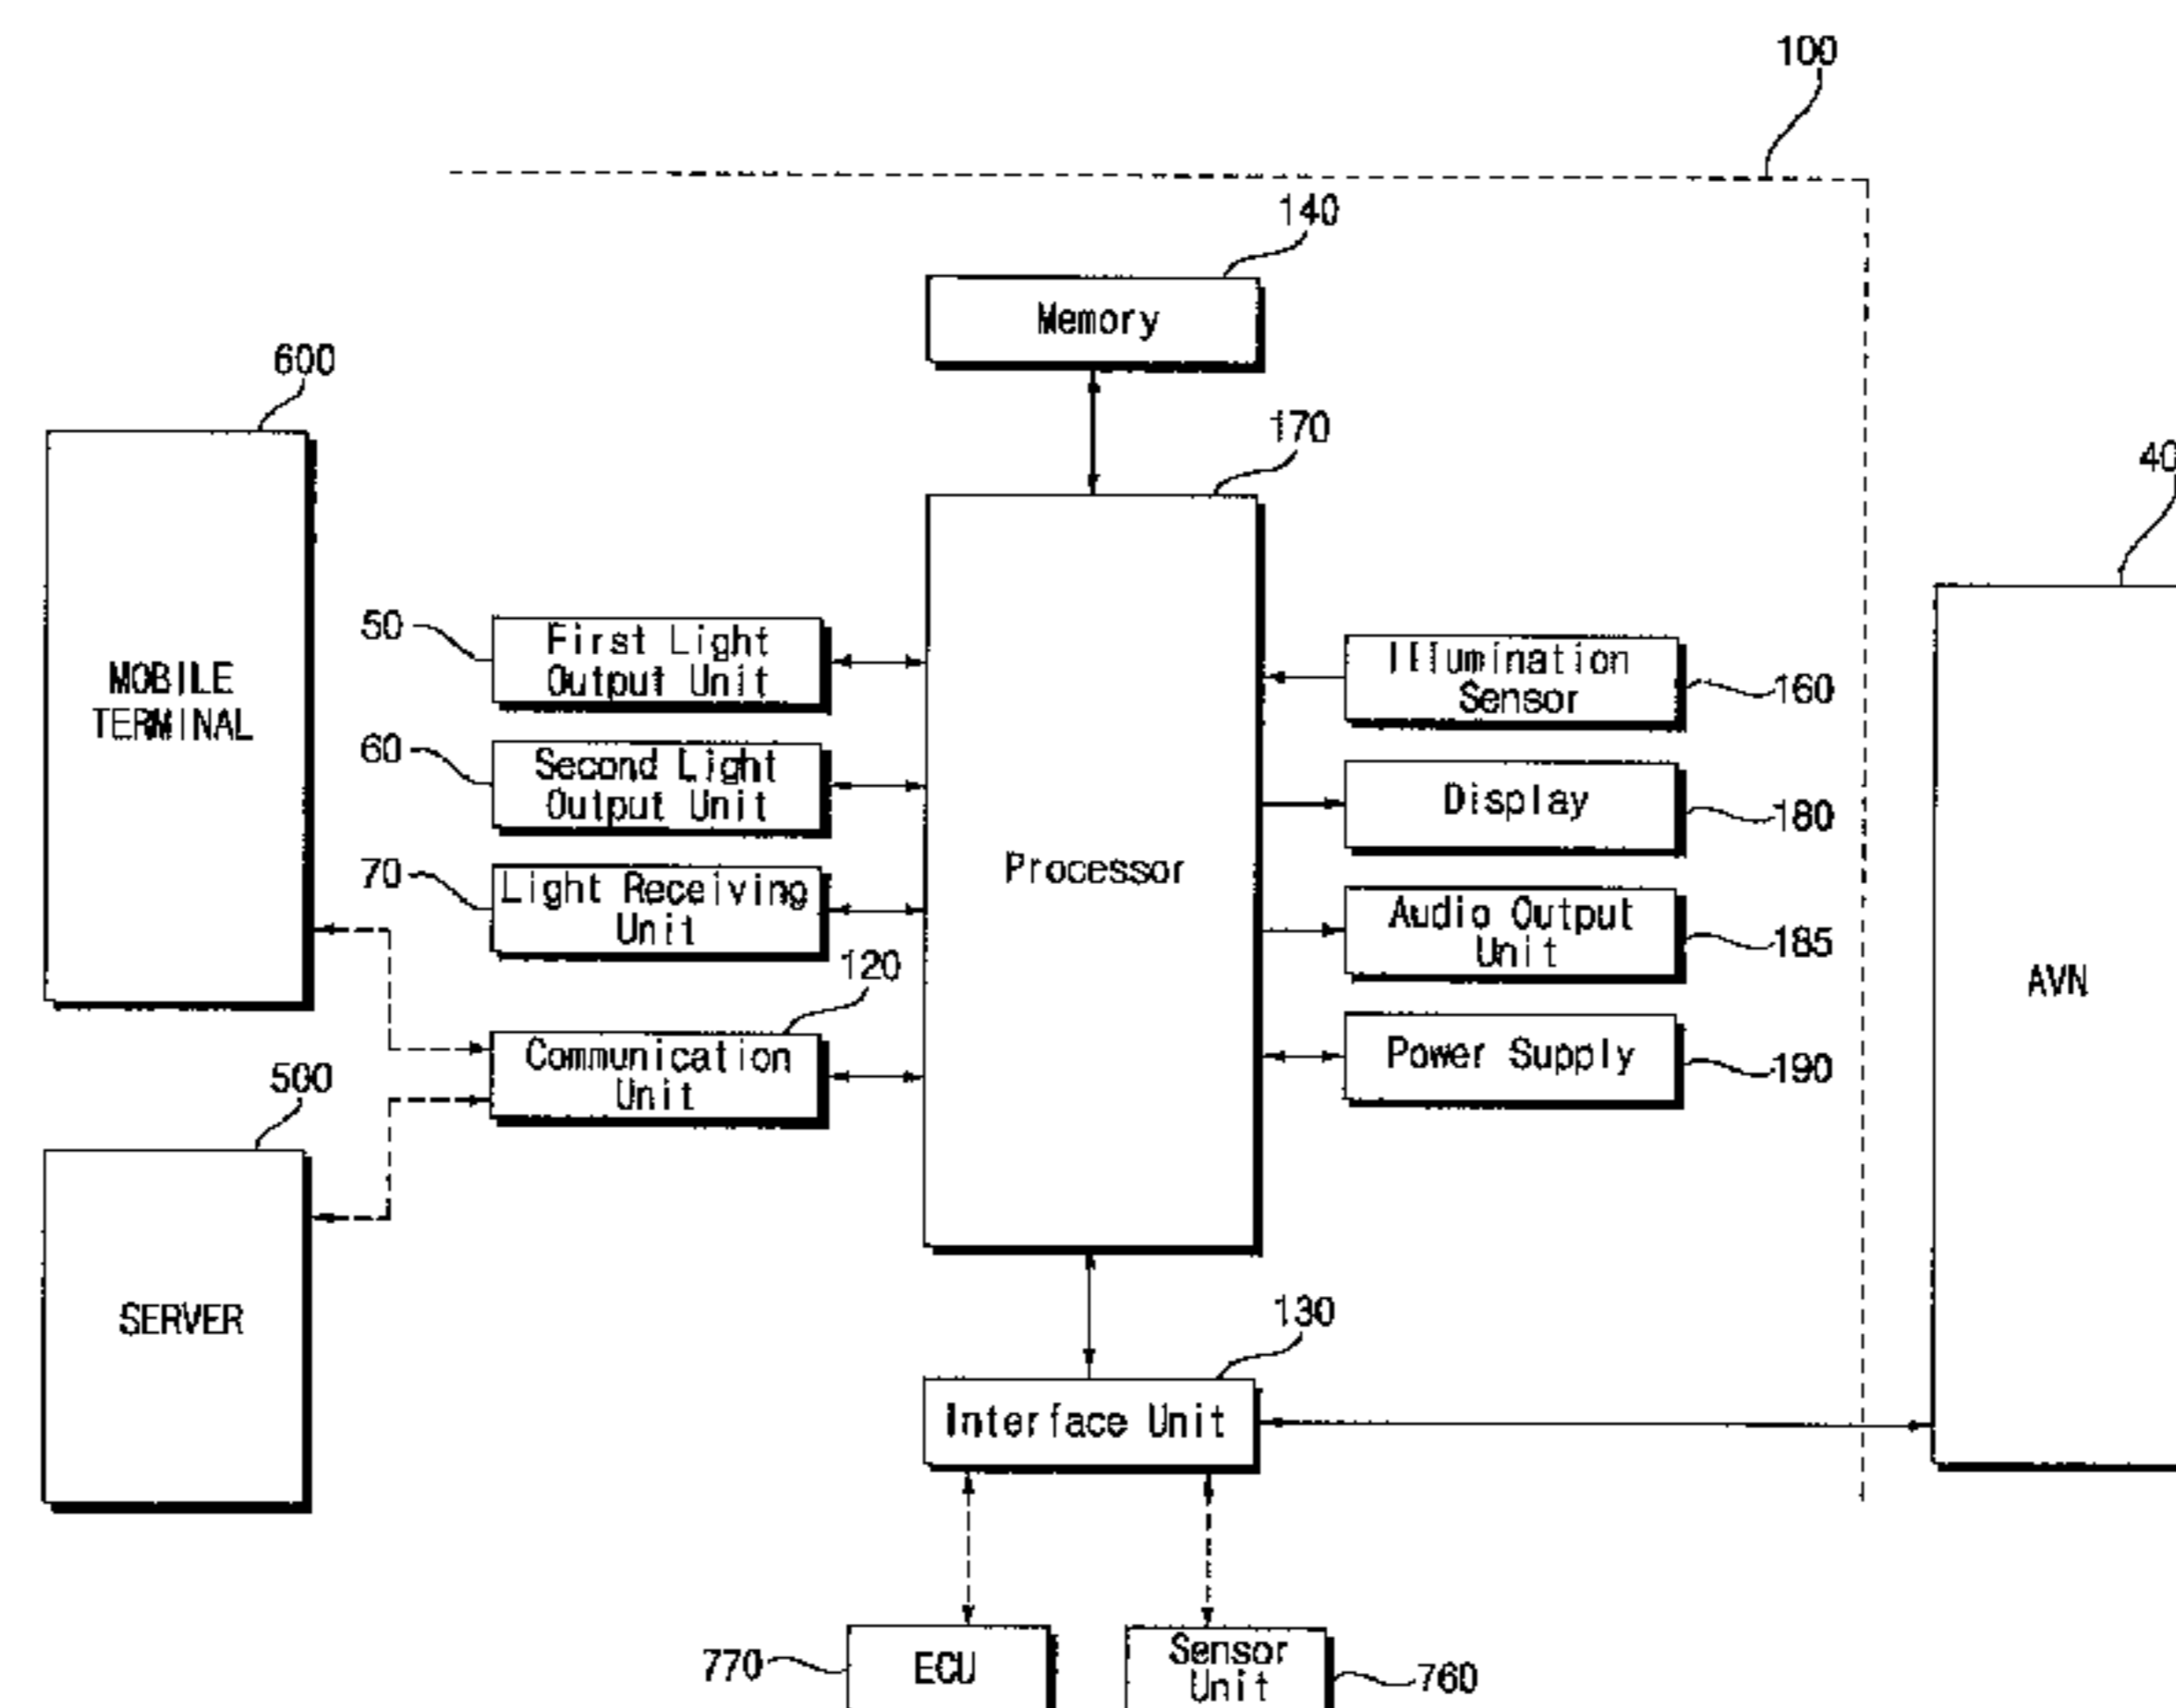 100
140
Memory
600
170
40
MOBILE
TERMINAL
50
First Light
Output Unit
Illumination
Sensor
160
60
Second Light
Output Unit
Display
180
Processor
70
Light Receiving
Unit
Audio Output
Unit
185
120
AVN
Communication
Unit
Power Supply
190
500
SERVER
130
Interface Unit
770
ECU
Sensor
Unit
760